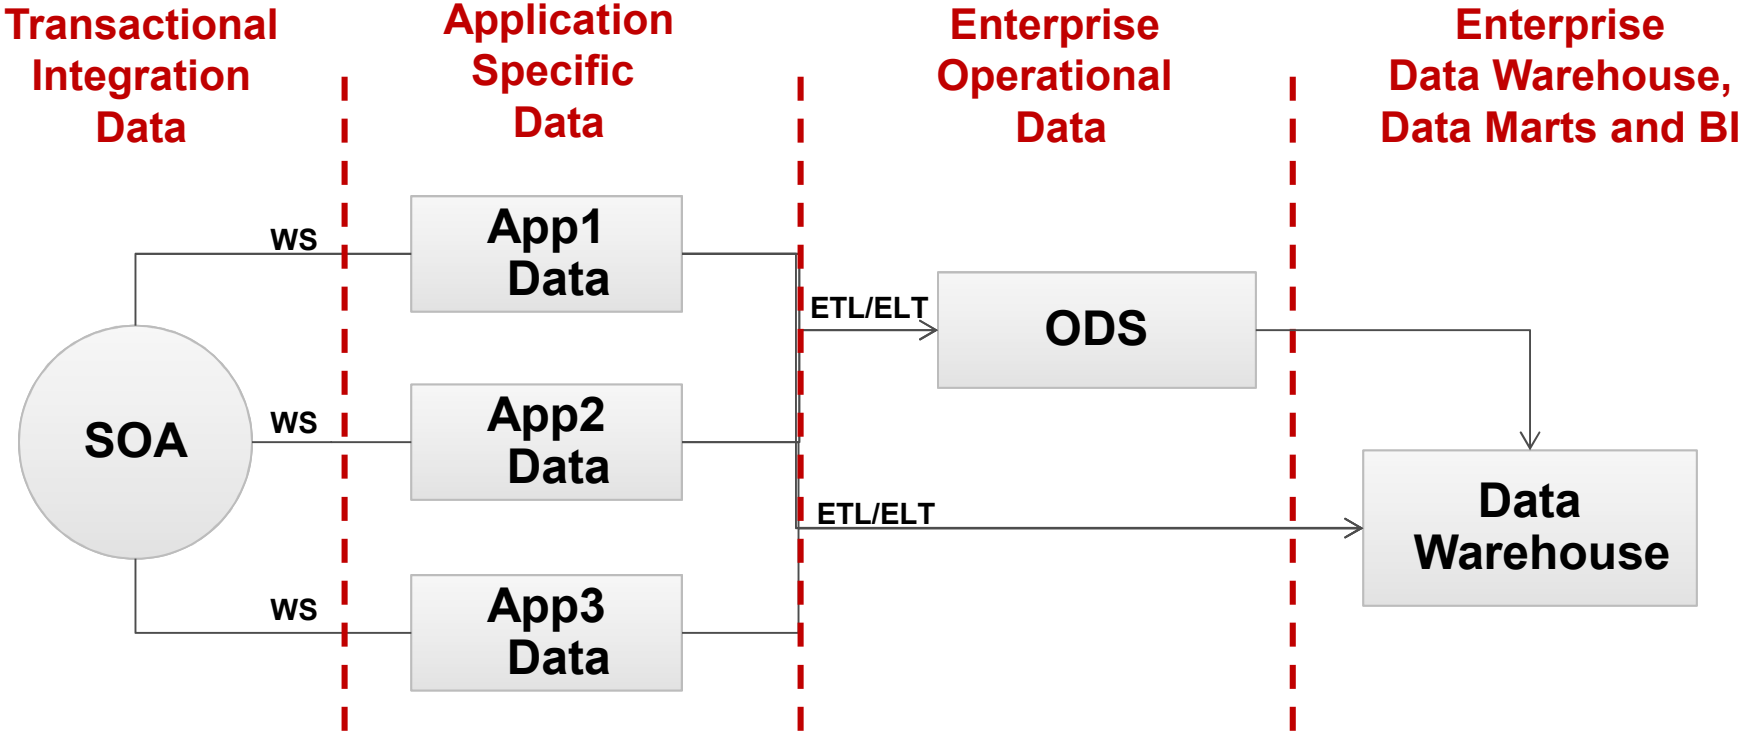 Transactional
Integration
Data
Application
Specific
Data
Enterprise
Operational
Data
Enterprise
Data Warehouse,
Data Marts and BI
WS
App1
Data
ETL/ELT
ODS
SOA
WS
App2
Data
ETL/ELT
Data
Warehouse
WS
App3
Data